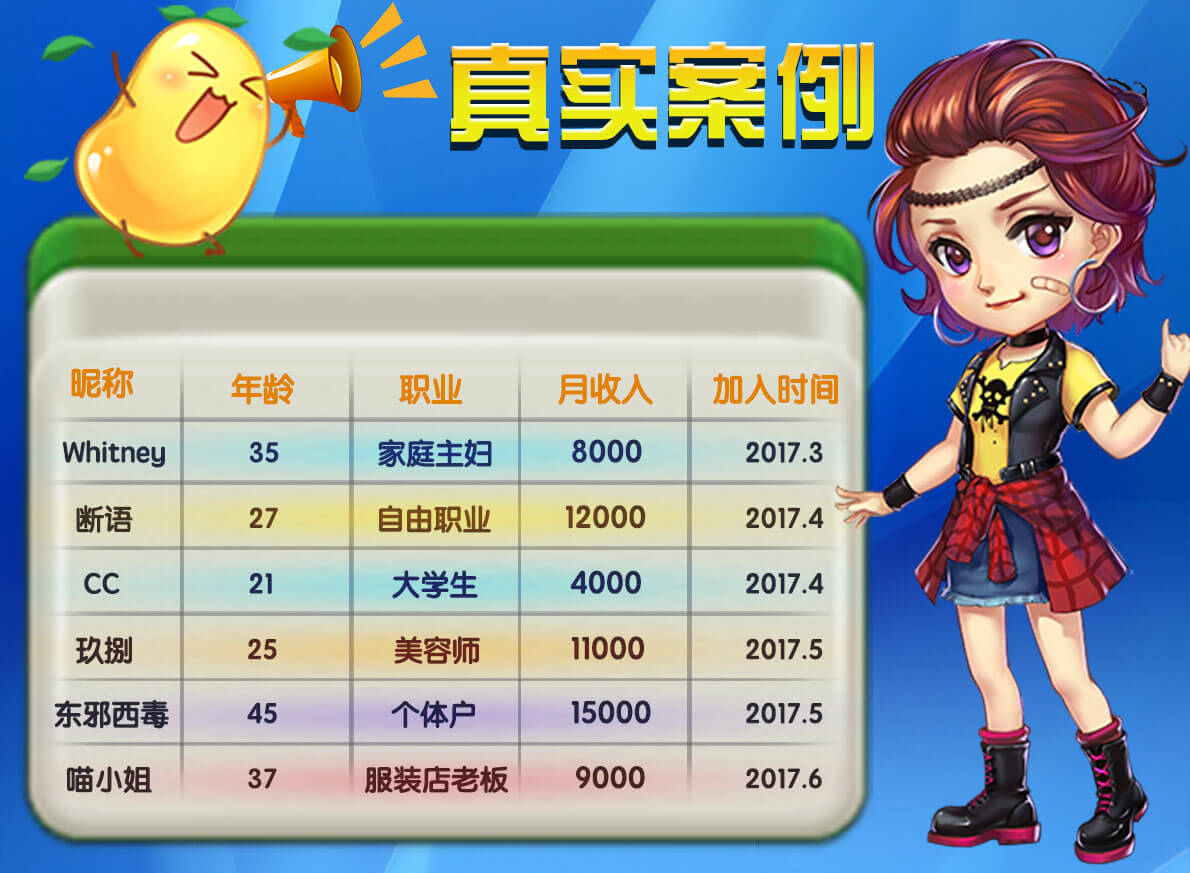 真实案例
昵称 年龄 职业 月收入 加入时间
Whitney 35 家庭主妇 8000 2017.3
断语 27 自由职业 12000 2017.4
CC 21 大学生 4000 2017.4
玖捌 25 美容师 11000 2017.5
东邪西毒 45 个体户 15000 2017.5
喵小姐 37 服装店老板 9000 2017.6